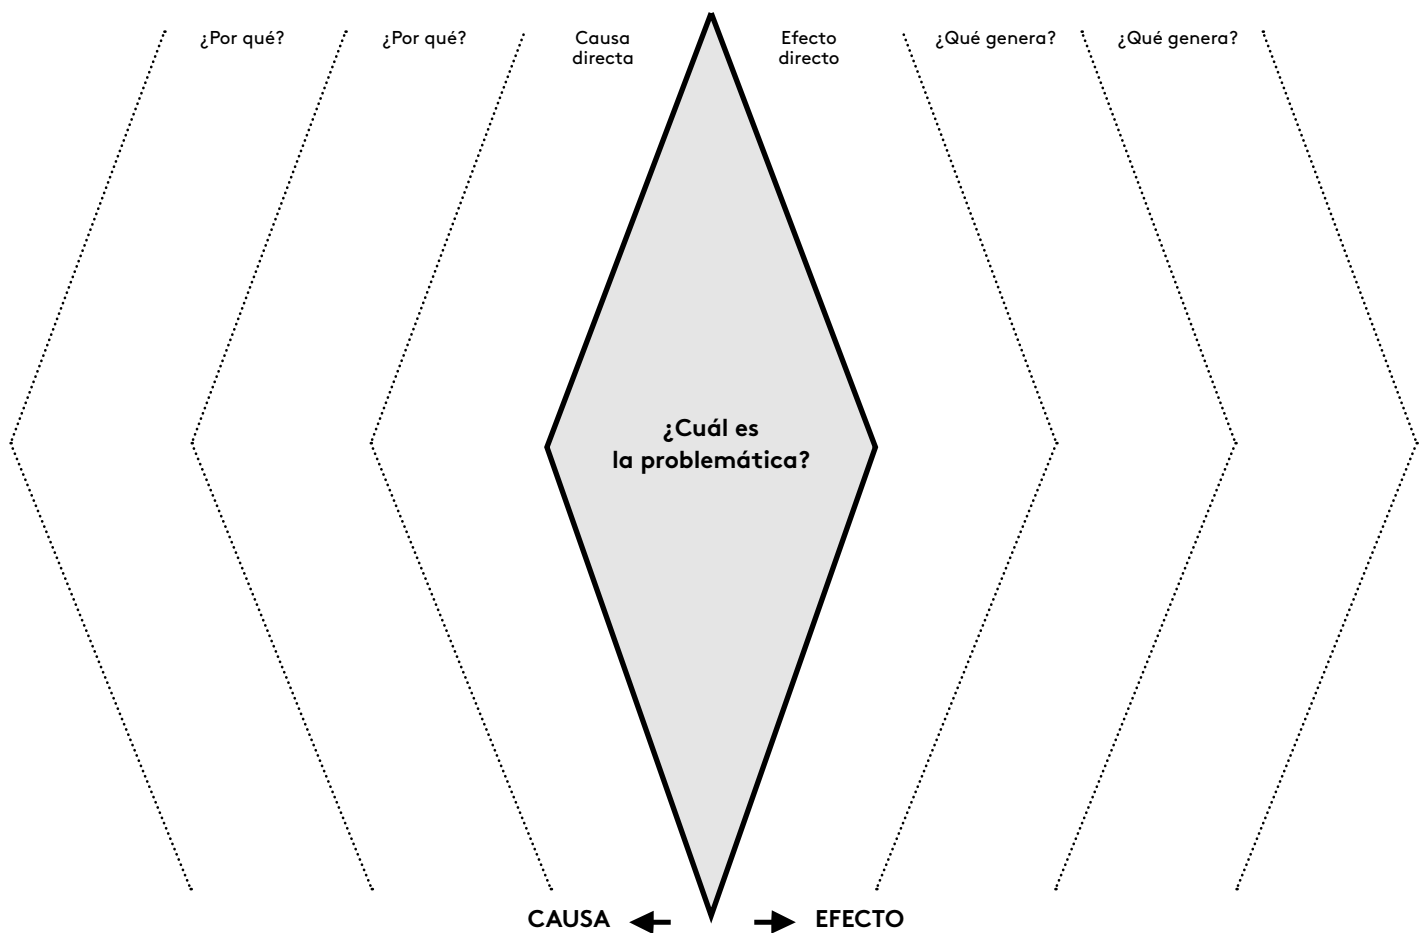 ¿Por qué?
¿Por qué?
Causa
directa
Efecto
directo
¿Qué genera?
¿Qué genera?
¿Cuál es
la problemática?
CAUSA
EFECTO